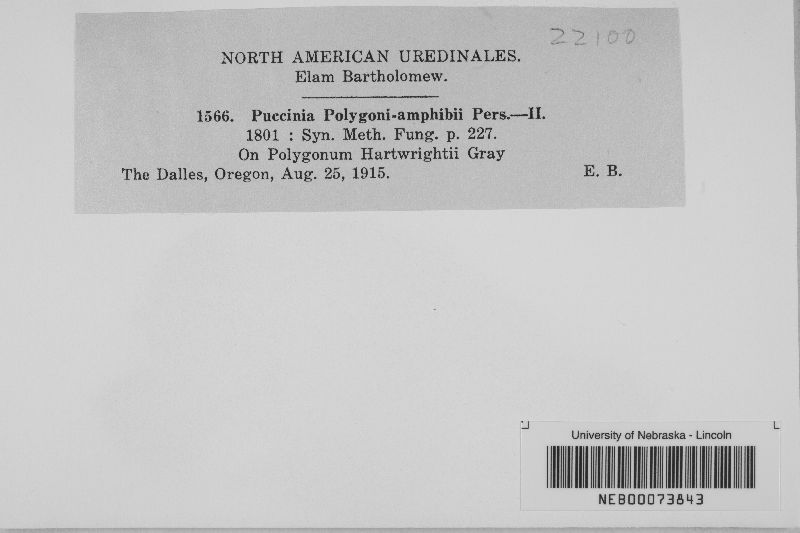 22100
NORTH AMERICAN UREDINALES.
Elam Bartholomew.
1566. Puccinia Polygoni-amphibii Pers.—II.
1801 : Syn. Meth. Fung. p. 227.
On Polygonum Hartwrightii Gray
The Dalles, Oregon, Aug. 25, 1915. E. B.
University of Nebraska - Lincoln
NEB00073843